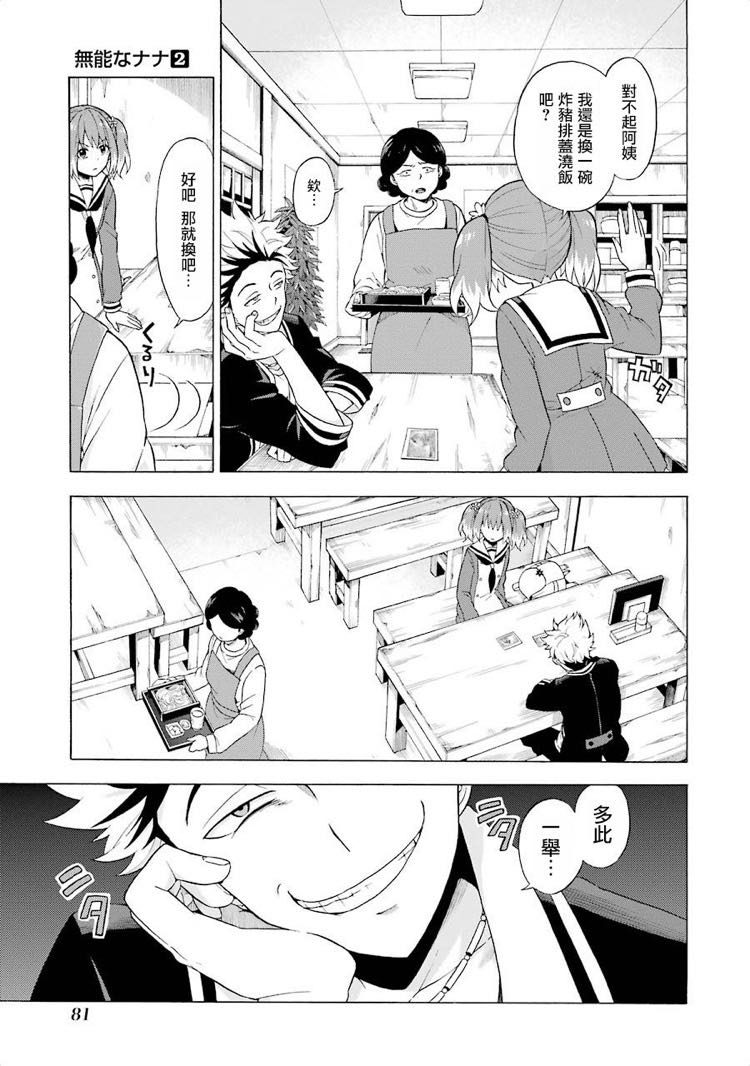 無能なナナ2
對不起阿姨
我還是換一碗
炸豬排蓋澆飯
吧？
欸…
ガタ
好吧 那就換吧…
くるり
多此
一舉…
ニタ
ニタ
81